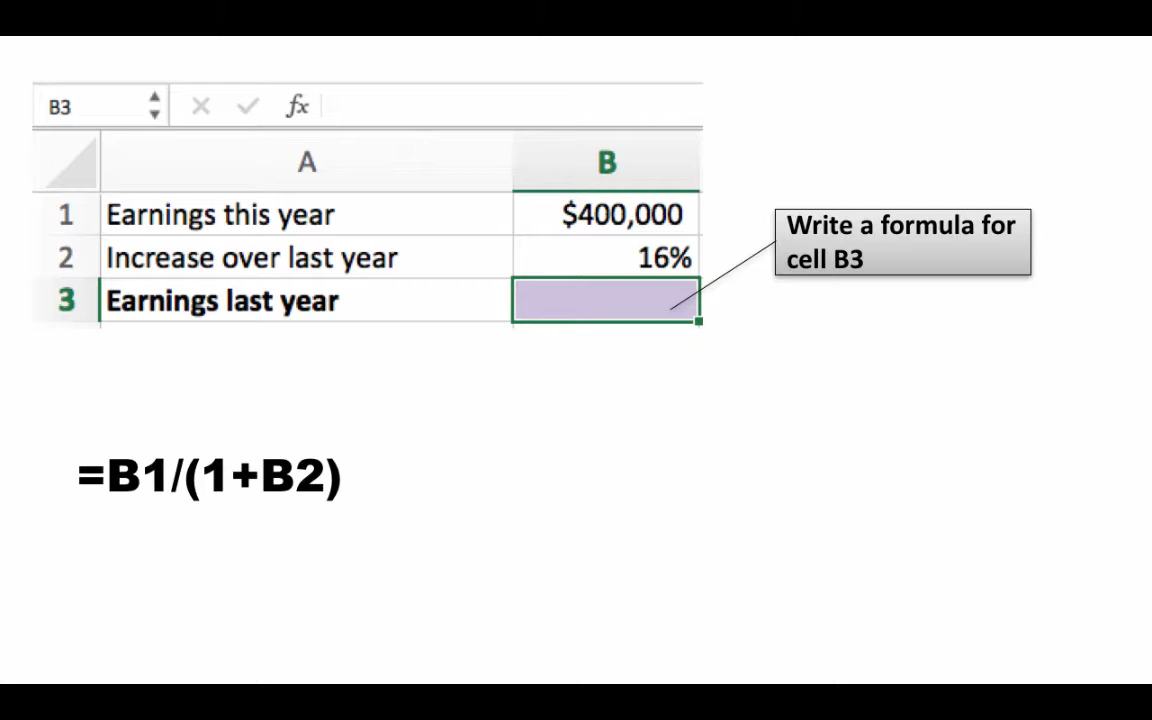 B3 fx
A B
1 Earnings this year $400,000
2 Increase over last year 16%
3 Earnings last year
Write a formula for
cell B3
=B1/(1+B2)